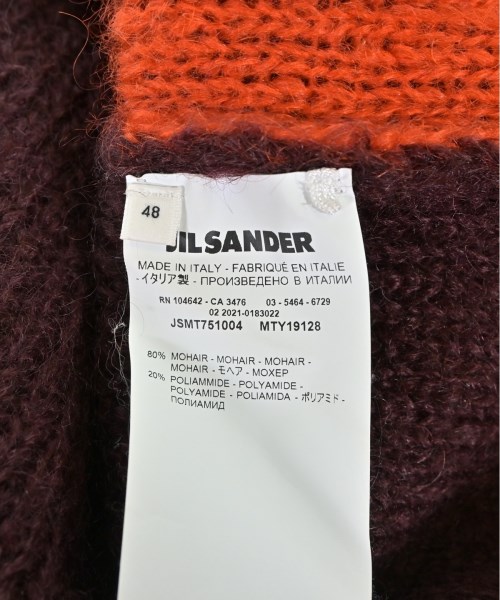 48
JIL SANDER
MADE IN ITALY - FABRIQUÉ EN ITALIE
- イタリア製 - ПРОИЗВЕДЕНО В ИТАЛИИ
RN 104642 - CA 3476 03 - 5464 - 6729
02 2021-0183022
JSMT751004 MTY19128
80% MOHAIR - MOHAIR - MOHAIR -
MOHAIR - モヘア - МОХЕР
20% POLIAMMIDE - POLYAMIDE -
POLYAMIDE - POLIAMIDA - ポリアミド -
ПОЛИАМИД